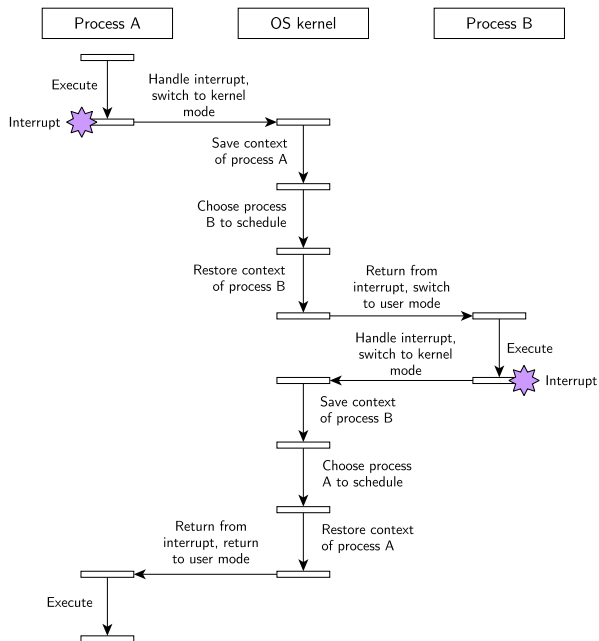 Process A
OS kernel
Process B
Execute
Handle interrupt,
switch to kernel
mode
Interrupt
Save context
of process A
Choose process
B to schedule
Restore context
of process B
Return from
interrupt, switch
to user mode
Handle interrupt,
switch to kernel
mode
Execute
Interrupt
Save context
of process B
Choose process
A to schedule
Restore context
of process A
Return from
interrupt, return
to user mode
Execute